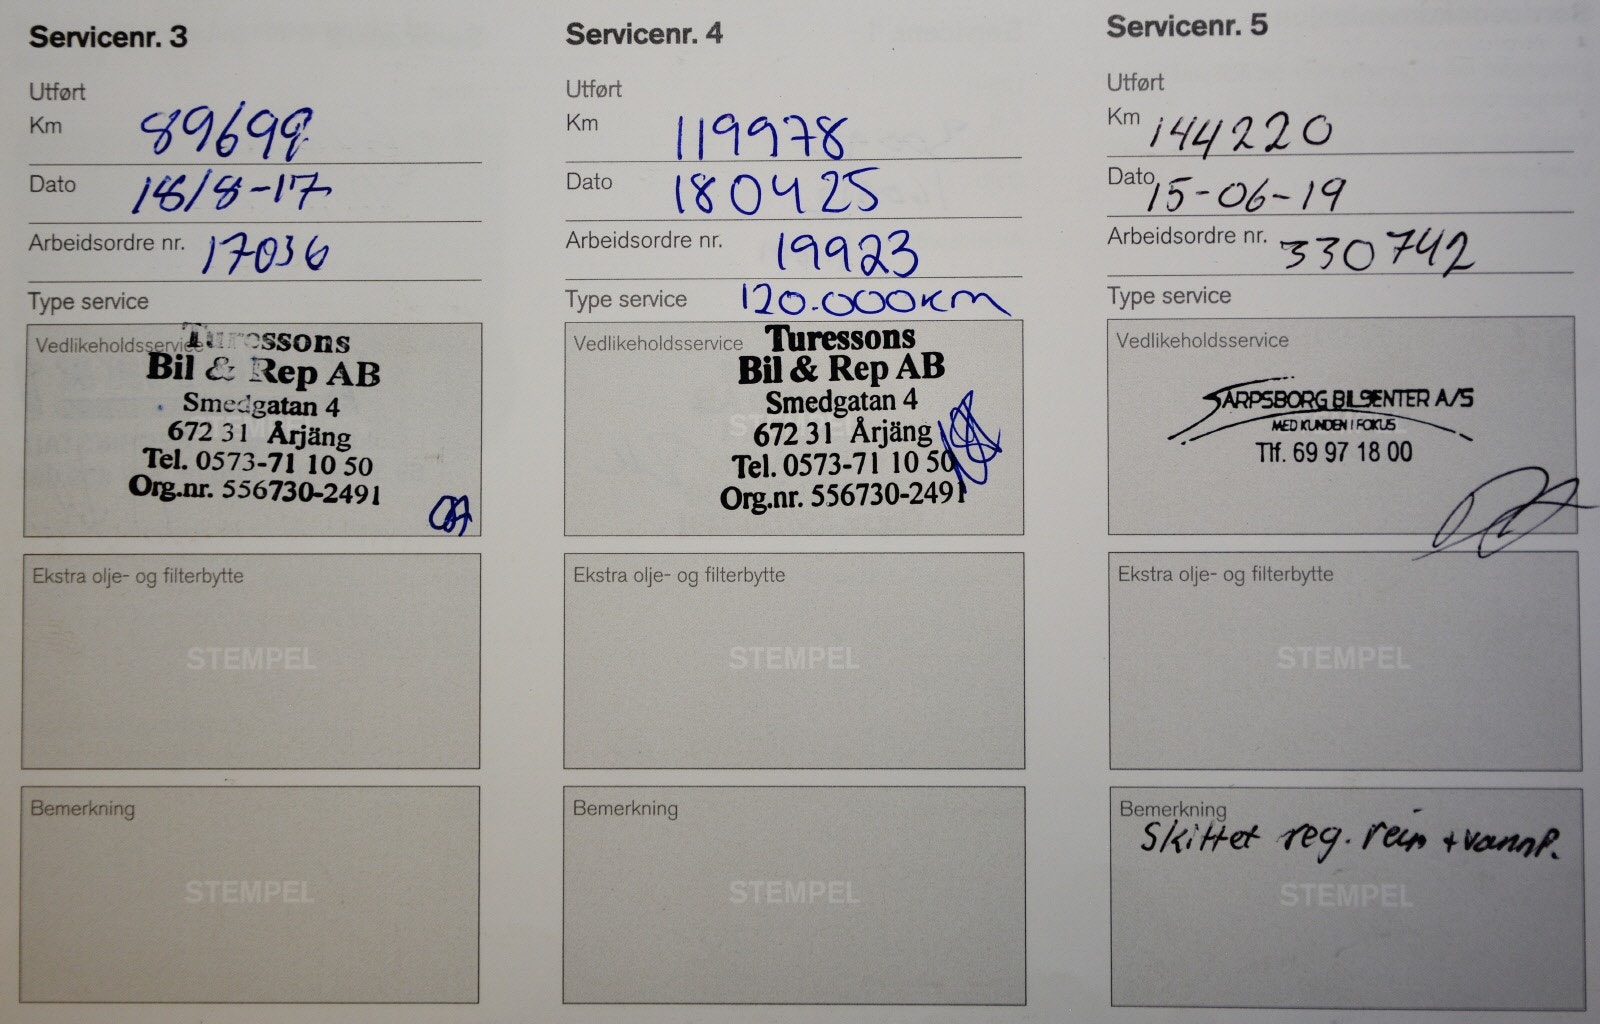 Servicenr. 3
Utført
Km 89699
Dato 18/8-17
Arbeidsordre nr. 17036
Type service
Vedlikeholdsservice
Turessons
Bil & Rep AB
Smedgatan 4
672 31 Årjäng
Tel. 0573-71 10 50
Org.nr. 556730-2491
Ekstra olje- og filterbytte
STEMPEL
Bemerkning
STEMPEL
Servicenr. 4
Utført
Km 119978
Dato 180425
Arbeidsordre nr. 19923
Type service 120.000km
Vedlikeholdsservice
Turessons
Bil & Rep AB
Smedgatan 4
672 31 Årjäng
Tel. 0573-71 10 50
Org.nr. 556730-2491
Ekstra olje- og filterbytte
STEMPEL
Bemerkning
STEMPEL
Servicenr. 5
Utført
Km 144220
Dato 15-06-19
Arbeidsordre nr. 330742
Type service
Vedlikeholdsservice
SARPSBORG BILSENTER A/S
MED KUNDEN I FOKUS
Tlf. 69 97 18 00
Ekstra olje- og filterbytte
STEMPEL
Bemerkning
Skiftet reg. reim + vannp.
STEMPEL